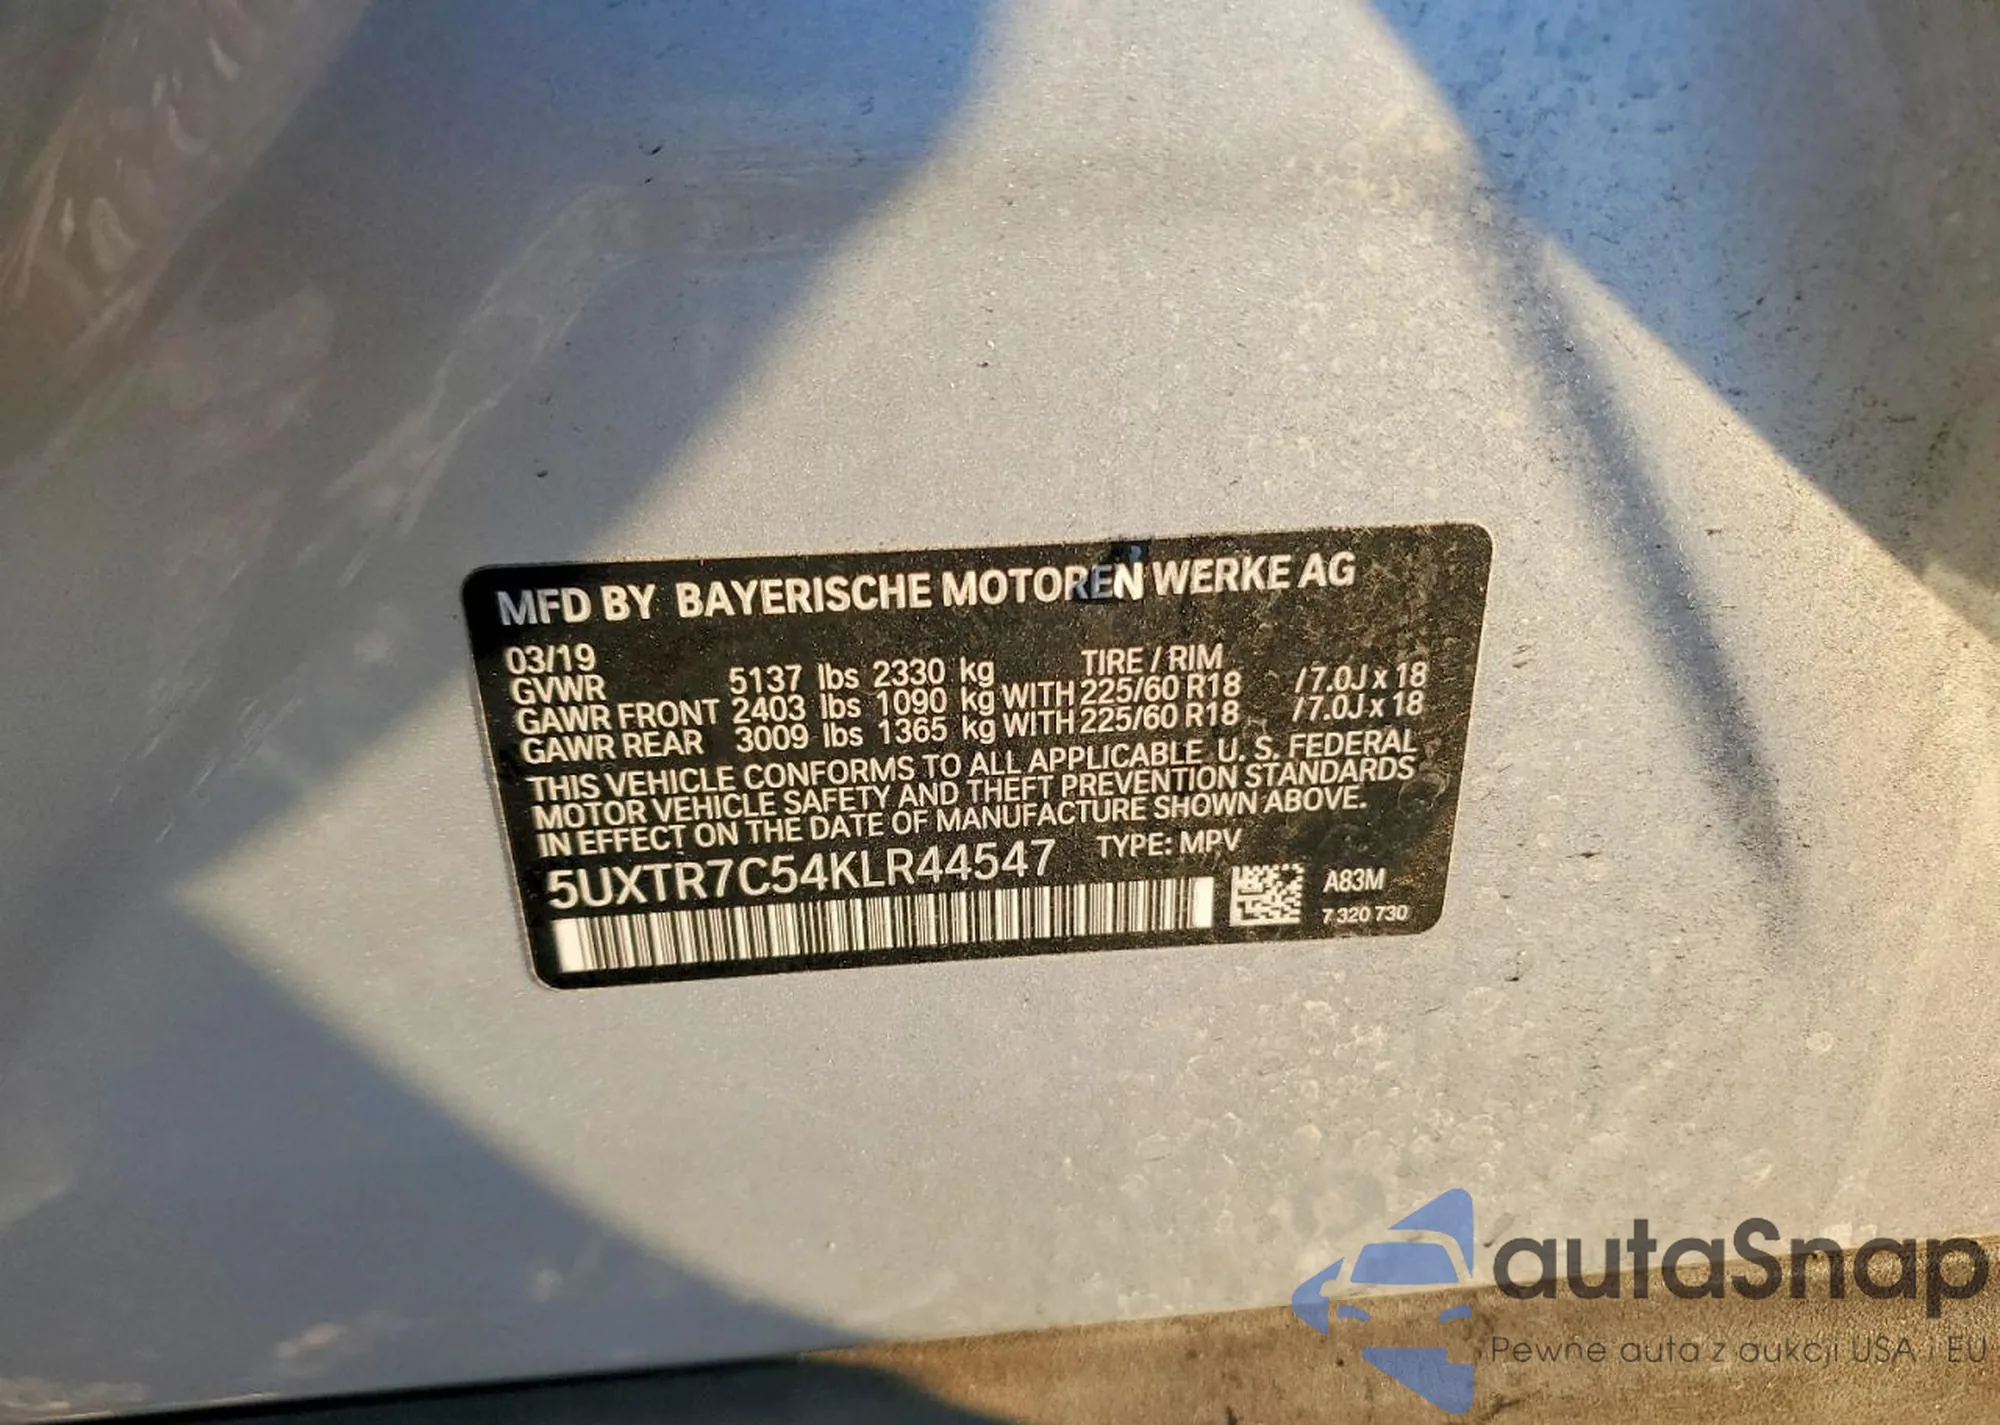 MFD BY BAYERISCHE MOTOREN WERKE AG
03/19 TIRE / RIM
GVWR 5137 lbs 2330 kg
GAWR FRONT 2403 lbs 1090 kg WITH 225/60 R18 /7.0J x 18
GAWR REAR 3009 lbs 1365 kg WITH 225/60 R18 /7.0J x 18
THIS VEHICLE CONFORMS TO ALL APPLICABLE U. S. FEDERAL
MOTOR VEHICLE SAFETY AND THEFT PREVENTION STANDARDS
IN EFFECT ON THE DATE OF MANUFACTURE SHOWN ABOVE.
5UXTR7C54KLR44547 TYPE: MPV
A83M
7 320 730
autaSnap
Pewne auta z aukcji USA i EU